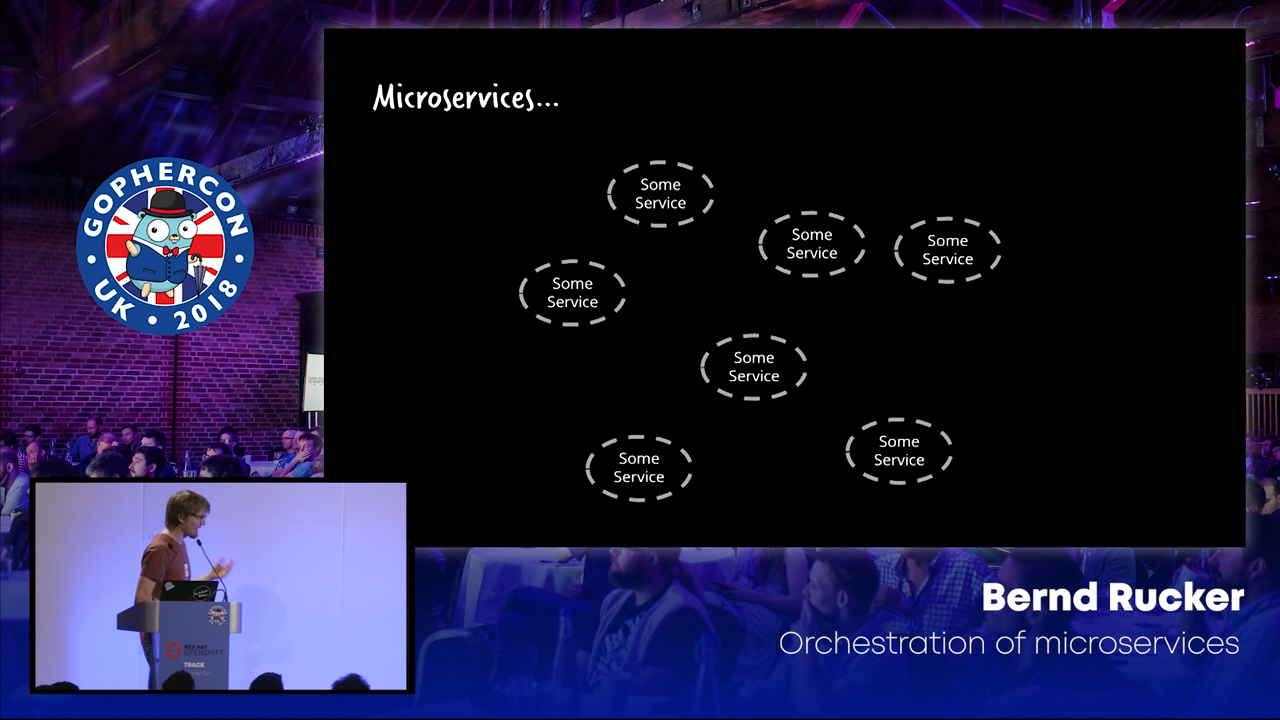 Microservices...
Some
Service
Some
Service
Some
Service
Some
Service
Some
Service
Some
Service
Some
Service
GOPHERCON
UK • 2018
RED HAT
OPENSHIFT
TRACK
Bernd Rucker
Orchestration of microservices